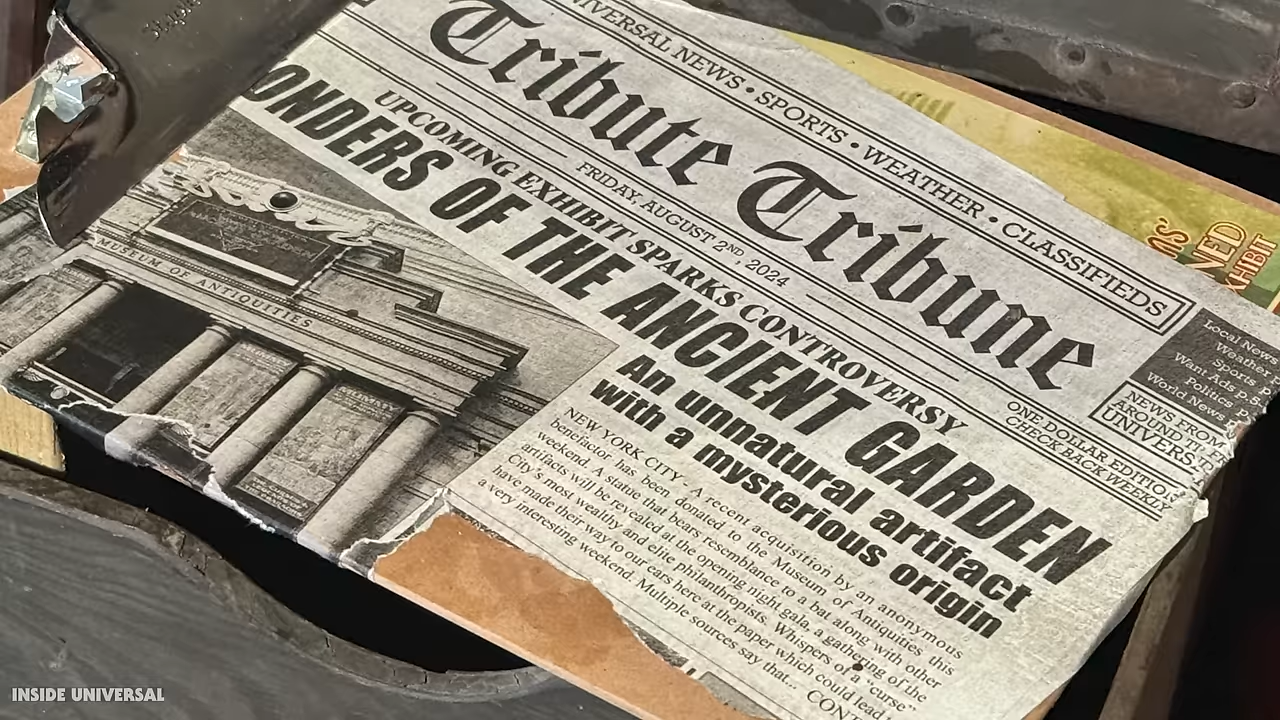 UNIVERSAL NEWS • SPORTS • WEATHER • CLASSIFIEDS
Tribute Tribune
FRIDAY, AUGUST 2ND, 2024
ONE DOLLAR EDITION
CHECK BACK WEEKLY
Local News
Weather
Sports p
Want Ads p.S
Politics p
World News
NEWS FROM
AROUND THE
UNIVERS
UPCOMING EXHIBIT SPARKS CONTROVERSY
ONDERS OF THE ANCIENT GARDEN
An unnatural artifact
with a mysterious origin
NEW YORK CITY - A recent acquisition by an anonymous
benefactor has been donated to the Museum of Antiquities this
weekend. A statue that bears resemblance to a bat along with other
artifacts will be revealed at the opening night gala, a gathering of the
City's most wealthy and elite philanthropists. Whispers of a "curse"
have made their way to our ears here at the paper which could lead
a very interesting weekend. Multiple sources say that...
CONT
MUSEUM OF ANTIQUITIES
MUMMY
NED
XHIBIT
INSIDE UNIVERSAL